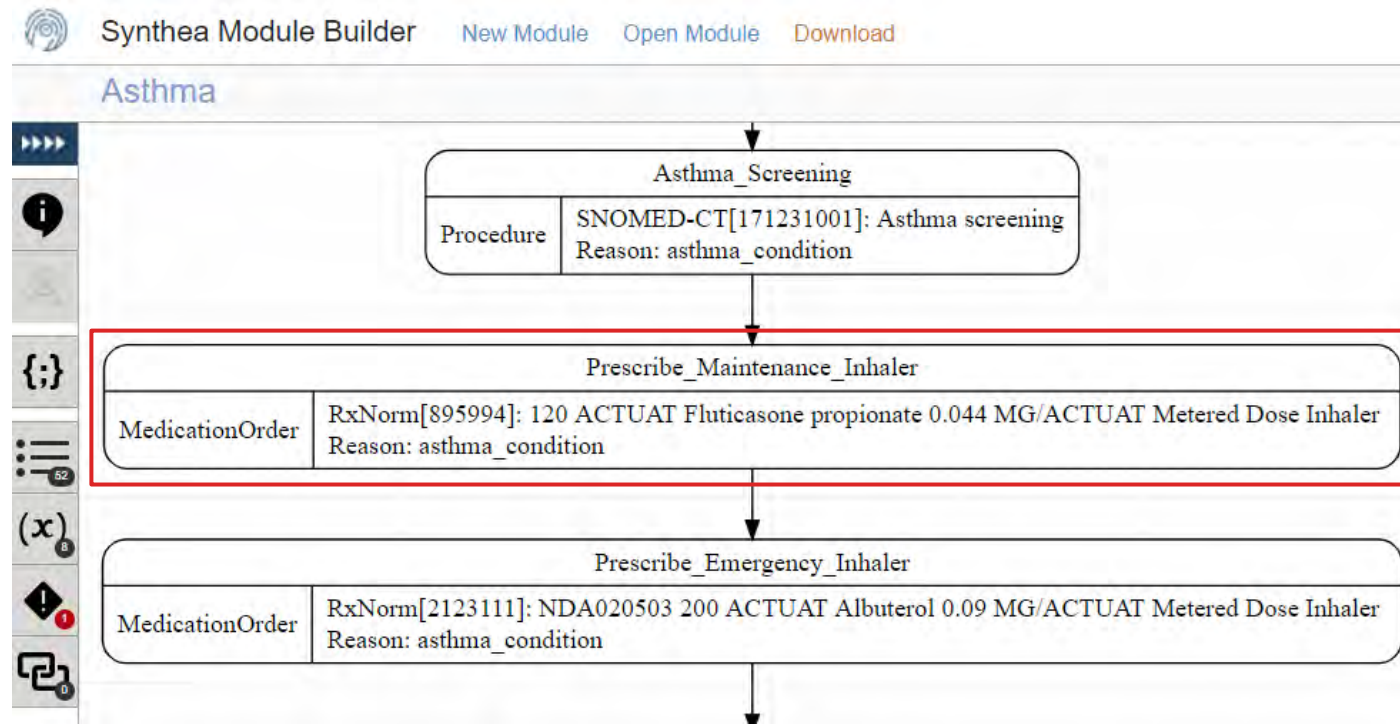 Synthea Module Builder New Module Open Module Download
Asthma
Asthma_Screening
Procedure
SNOMED-CT[171231001]: Asthma screening
Reason: asthma_condition
Prescribe_Maintenance_Inhaler
MedicationOrder
RxNorm[895994]: 120 ACTUAT Fluticasone propionate 0.044 MG/ACTUAT Metered Dose Inhaler
Reason: asthma_condition
Prescribe_Emergency_Inhaler
MedicationOrder
RxNorm[2123111]: NDA020503 200 ACTUAT Albuterol 0.09 MG/ACTUAT Metered Dose Inhaler
Reason: asthma_condition
{;}
52
(x)
8
1
0